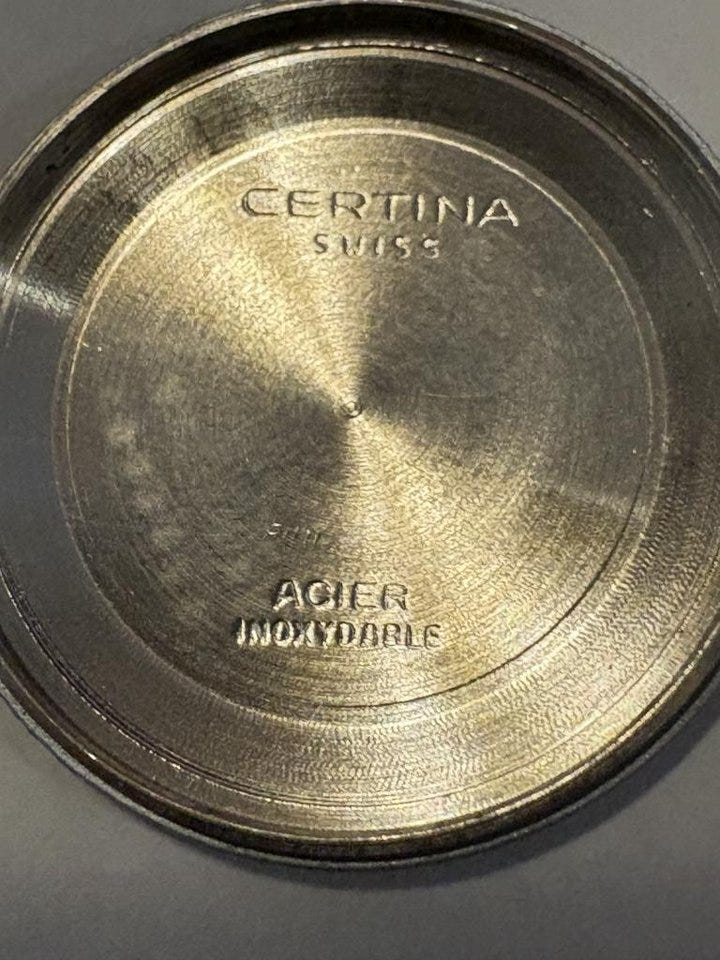 CERTINA
SWISS
ACIER
INOXYDABLE